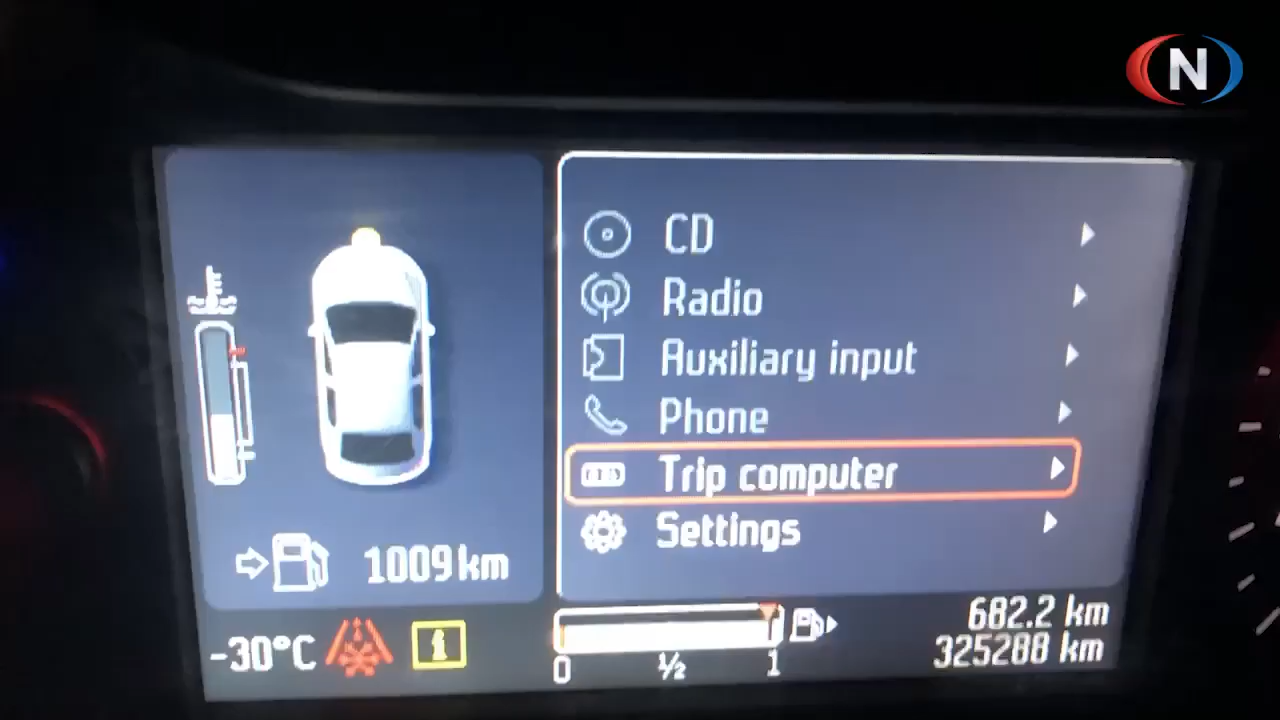 N
CD
Radio
Auxiliary input
Phone
Trip computer
Settings
1009 km
-30°C
i
0 ½ 1
682.2 km
325288 km